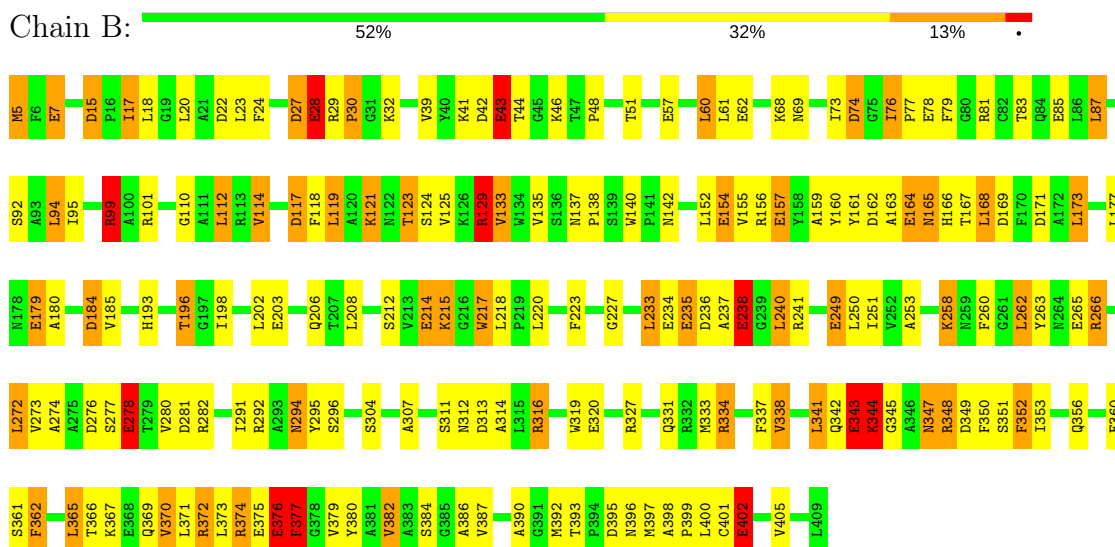 Chain B:
52% 32% 13% •
M5 F6 E7 D15 P16 I17 L18 G19 L20 A21 D22 L23 F24 D27 E28 R29 P30 G31 K32 V39 Y40 K41 D42 E43 T44 G45 K46 T47 P48 T51 E57 L60 L61 E62 K68 N69 I73 D74 G75 I76 P77 E78 F79 G80 R81 C82 T83 Q84 E85 L86 L87
S92 A93 L94 I95 R99 A100 R101 G110 A111 L112 R113 V114 D117 F118 L119 A120 K121 N122 T123 S124 V125 K126 N127 R129 V133 W134 V135 S136 N137 P138 S139 W140 P141 N142 L152 E154 V155 R156 E157 Y158 A159 Y160 Y161 D162 A163 E164 N165 H166 T167 L168 D169 F170 D171 A172 L173 L177
N178 E179 A180 D184 V185 H193 T196 G197 I198 L202 E203 Q206 T207 L208 S212 V213 E214 K215 G216 W217 L218 P219 L220 F223 G227 L233 E234 E235 D236 A237 E238 G239 L240 R241 E249 L250 I251 V252 A253 K258 N259 F260 G261 L262 Y263 N264 E265 R266
L272 V273 A274 A275 D276 S277 E278 T279 V280 D281 R282 I291 R292 A293 N294 Y295 S296 S304 A307 S311 N312 D313 A314 L315 R316 W319 E320 R327 Q331 R332 M333 R334 F337 V338 L341 Q342 E343 K344 G345 A346 N347 R348 D349 F350 S351 F352 I353 Q356 F360
S361 F362 L365 T366 K367 E368 Q369 V370 L371 R372 L373 R374 E375 E376 F377 G378 V379 Y380 A381 V382 A383 S384 G385 A386 V387 A390 G391 M392 T393 P394 D395 N396 M397 A398 P399 L400 C401 E402 V405 L409